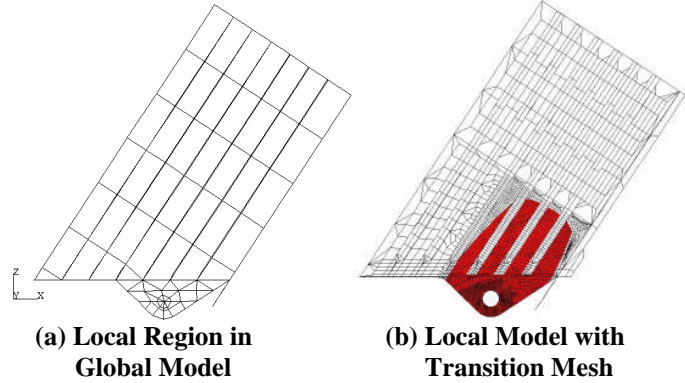 Z
Y
X
(a) Local Region in
Global Model
(b) Local Model with
Transition Mesh